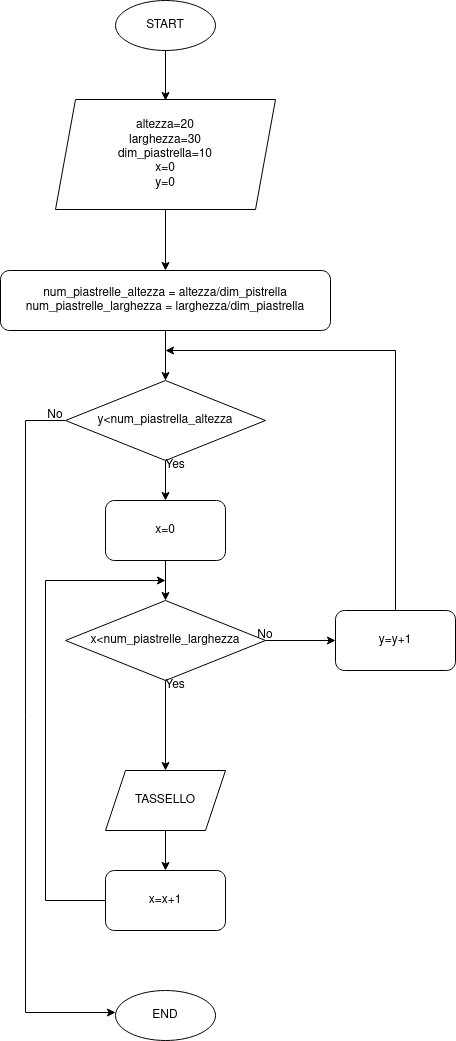 START
altezza=20
larghezza=30
dim_piastrella=10
x=0
y=0
num_piastrelle_altezza = altezza/dim_pistrella
num_piastrelle_larghezza = larghezza/dim_piastrella
No
y<num_piastrella_altezza
Yes
x=0
x<num_piastrelle_larghezza
No
y=y+1
Yes
TASSELLO
x=x+1
END